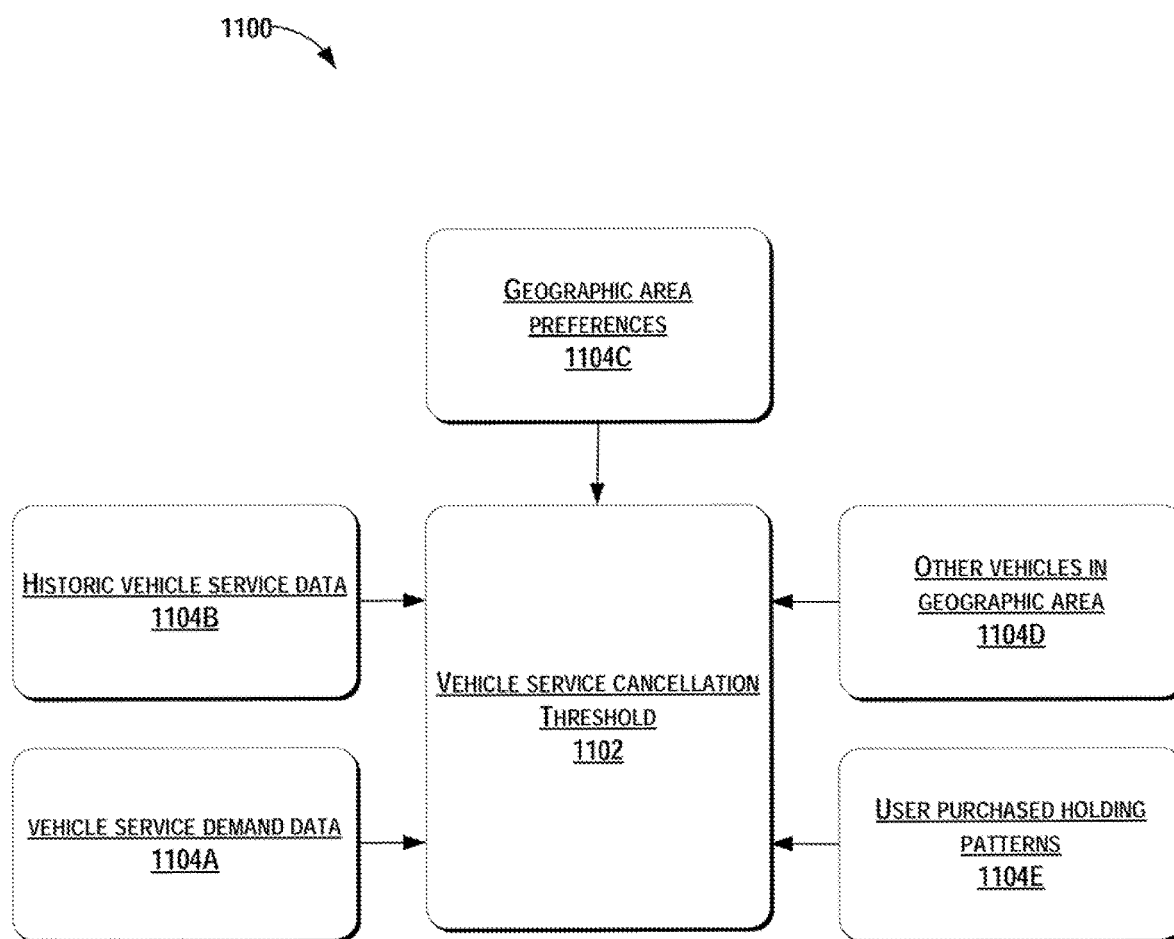 1100
GEOGRAPHIC AREA
PREFERENCES
1104C
HISTORIC VEHICLE SERVICE DATA
1104B
OTHER VEHICLES IN
GEOGRAPHIC AREA
1104D
VEHICLE SERVICE CANCELLATION
THRESHOLD
1102
VEHICLE SERVICE DEMAND DATA
1104A
USER PURCHASED HOLDING
PATTERNS
1104E